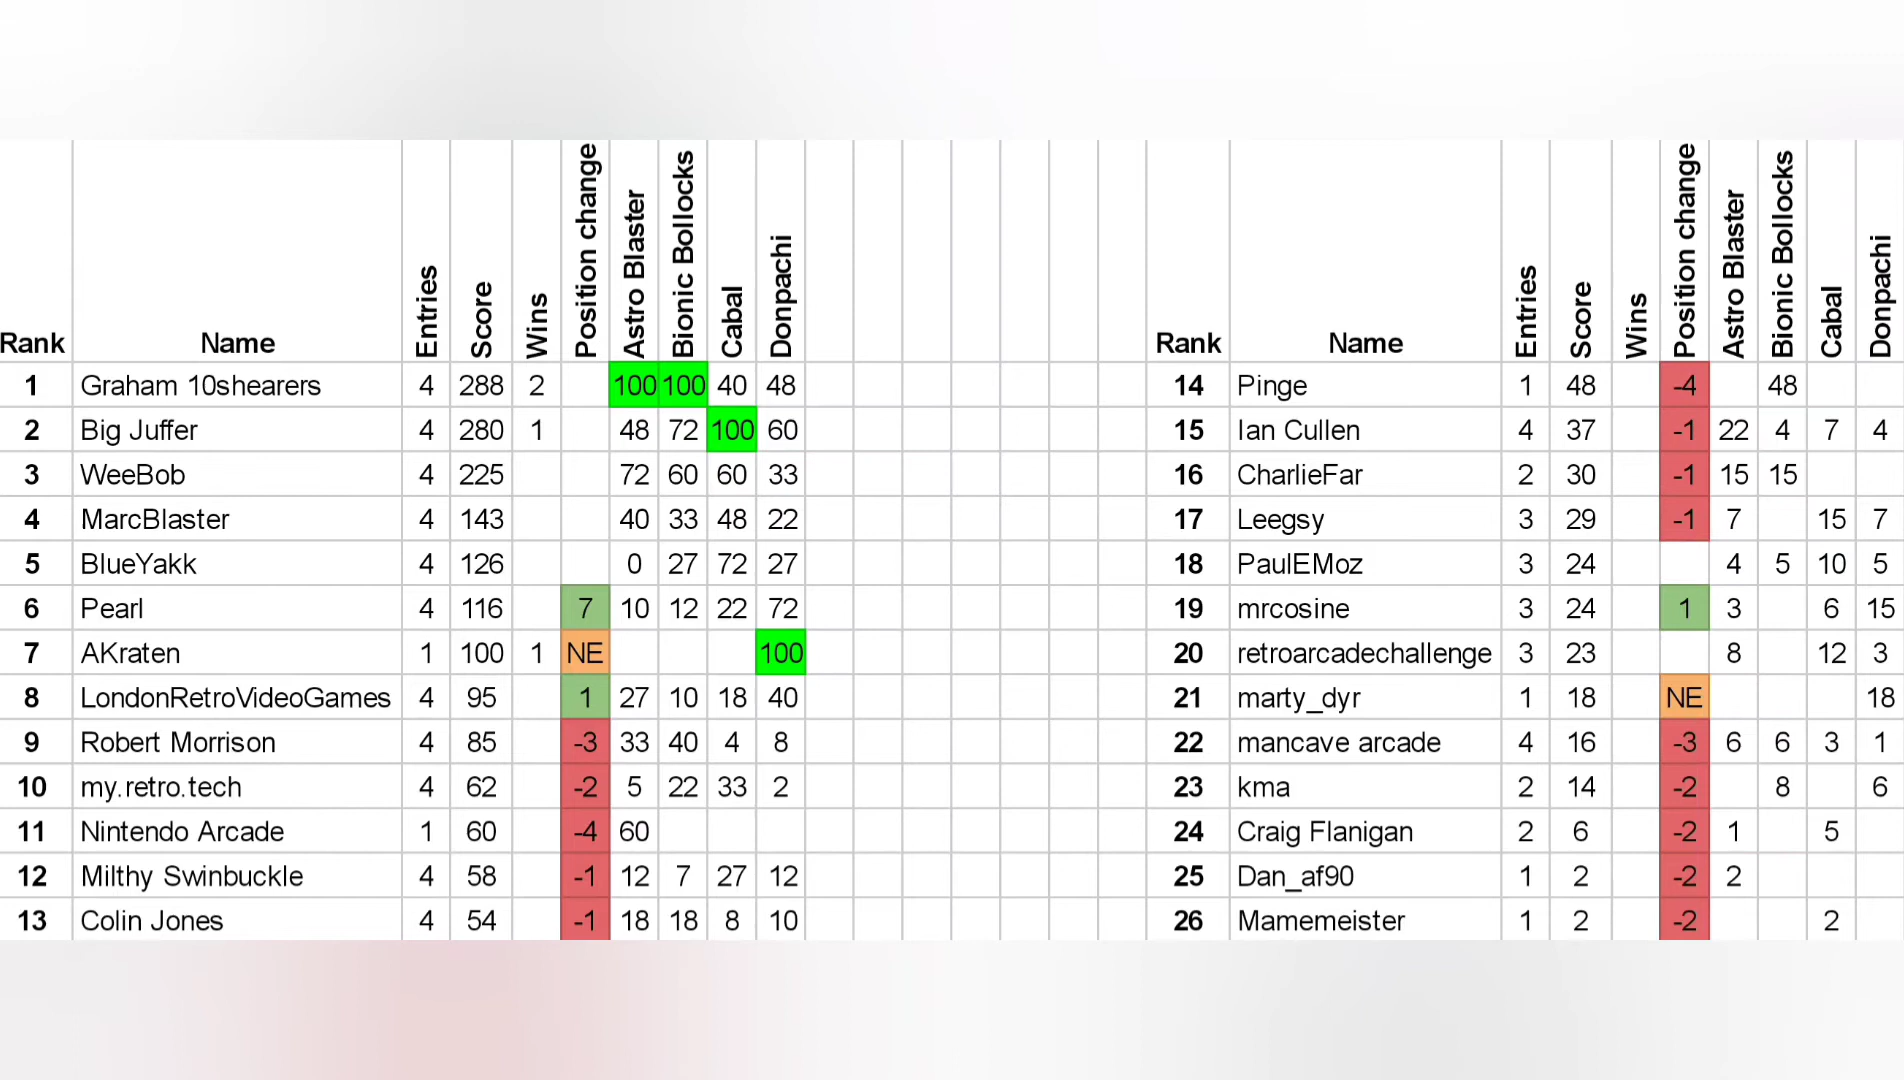 Rank Name Entries Score Wins Position change Astro Blaster Bionic Bollocks Cabal Donpachi
1 Graham 10shearers 4 288 2 100 100 40 48
2 Big Juffer 4 280 1 48 72 100 60
3 WeeBob 4 225 72 60 60 33
4 MarcBlaster 4 143 40 33 48 22
5 BlueYakk 4 126 0 27 72 27
6 Pearl 4 116 7 10 12 22 72
7 AKraten 1 100 1 NE 100
8 LondonRetroVideoGames 4 95 1 27 10 18 40
9 Robert Morrison 4 85 -3 33 40 4 8
10 my.retro.tech 4 62 -2 5 22 33 2
11 Nintendo Arcade 1 60 -4 60
12 Milthy Swinbuckle 4 58 -1 12 7 27 12
13 Colin Jones 4 54 -1 18 18 8 10
Rank Name Entries Score Wins Position change Astro Blaster Bionic Bollocks Cabal Donpachi
14 Pinge 1 48 -4 48
15 Ian Cullen 4 37 -1 22 4 7 4
16 CharlieFar 2 30 -1 15 15
17 Leegsy 3 29 -1 7 15 7
18 PaulEMoz 3 24 4 5 10 5
19 mrcosine 3 24 1 3 6 15
20 retroarcadechallenge 3 23 8 12 3
21 marty_dyr 1 18 NE 18
22 mancave arcade 4 16 -3 6 6 3 1
23 kma 2 14 -2 8 6
24 Craig Flanigan 2 6 -2 1 5
25 Dan_af90 1 2 -2 2
26 Mamemeister 1 2 -2 2